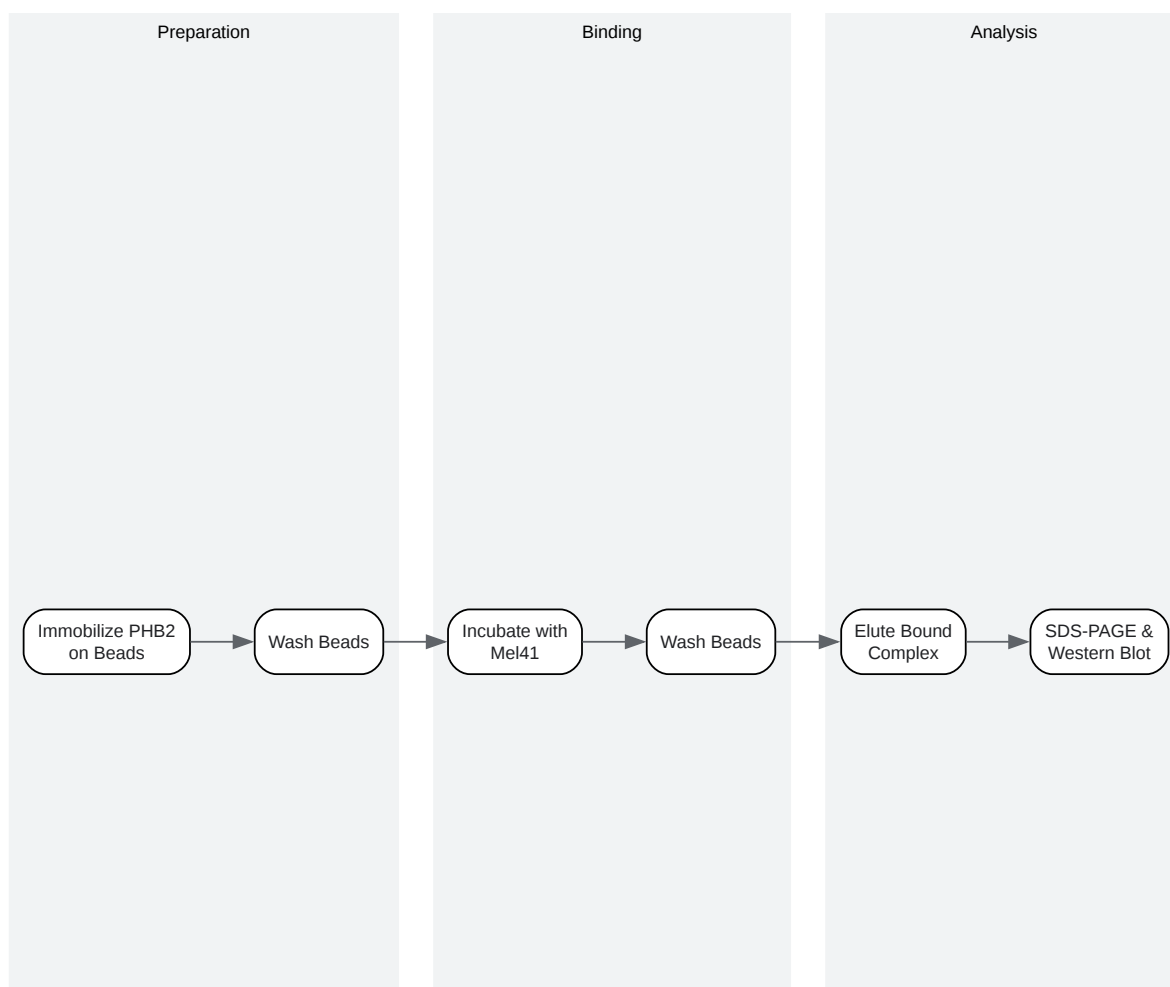 Preparation
Binding
Analysis
Immobilize PHB2
on Beads
Wash Beads
Incubate with
Mel41
Wash Beads
Elute Bound
Complex
SDS-PAGE &
Western Blot